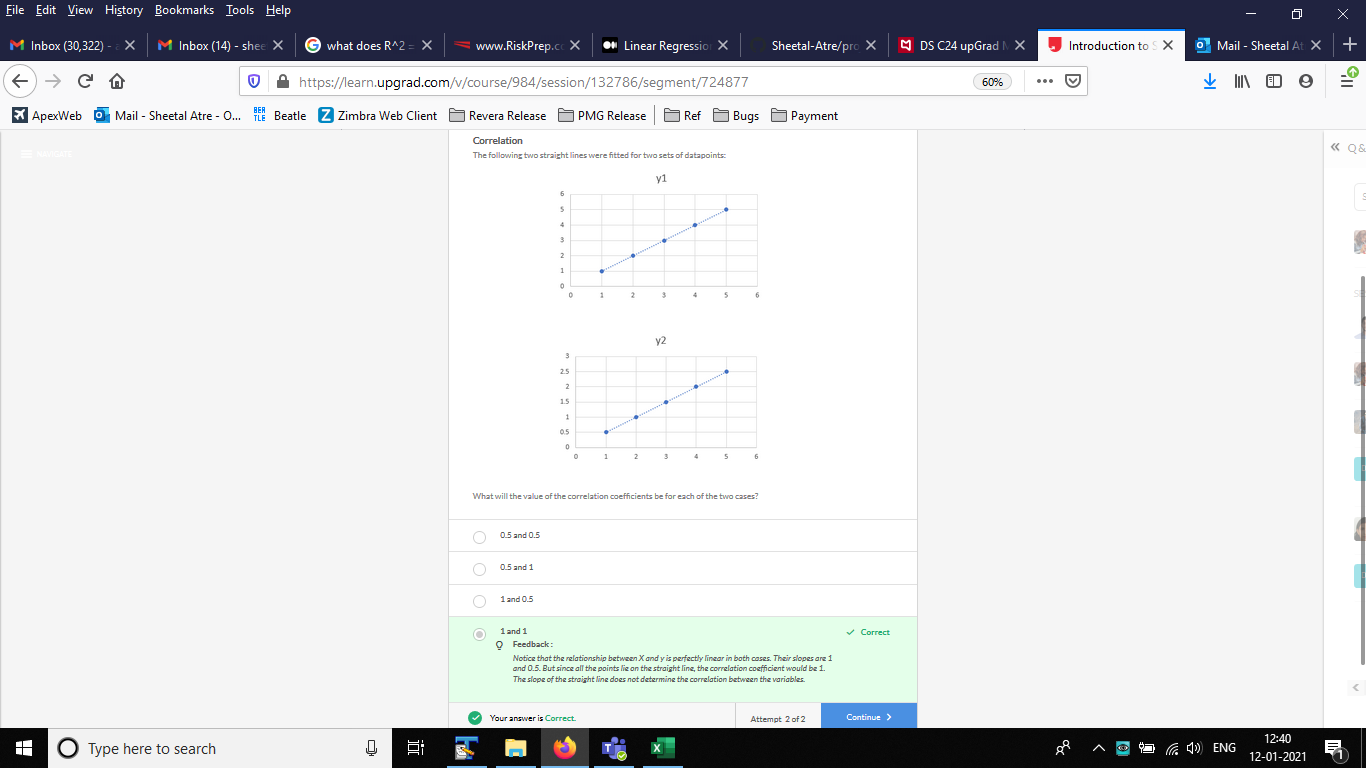 File Edit View History Bookmarks Tools Help
Inbox (30,322) - Inbox (14) - shee what does R^2 = www.RiskPrep.c Linear Regression Sheetal-Atre/pro DS C24 upGrad M Introduction to S Mail - Sheetal At
https://learn.upgrad.com/v/course/984/session/132786/segment/724877 60%
ApexWeb Mail - Sheetal Atre - O... BEATLE Beatle Z Zimbra Web Client Revera Release PMG Release Ref Bugs Payment
NAVIGATE
Q &
Correlation
The following two straight lines were fitted for two sets of datapoints:
y1
6
5
4
3
2
1
0
0 1 2 3 4 5 6
y2
3
2.5
2
1.5
1
0.5
0
0 1 2 3 4 5 6
What will the value of the correlation coefficients be for each of the two cases?
0.5 and 0.5
0.5 and 1
1 and 0.5
1 and 1 Correct
Feedback :
Notice that the relationship between X and y is perfectly linear in both cases. Their slopes are 1
and 0.5. But since all the points lie on the straight line, the correlation coefficient would be 1.
The slope of the straight line does not determine the correlation between the variables.
Your answer is Correct. Attempt 2 of 2 Continue
Type here to search ENG 12:40
12-01-2021 1